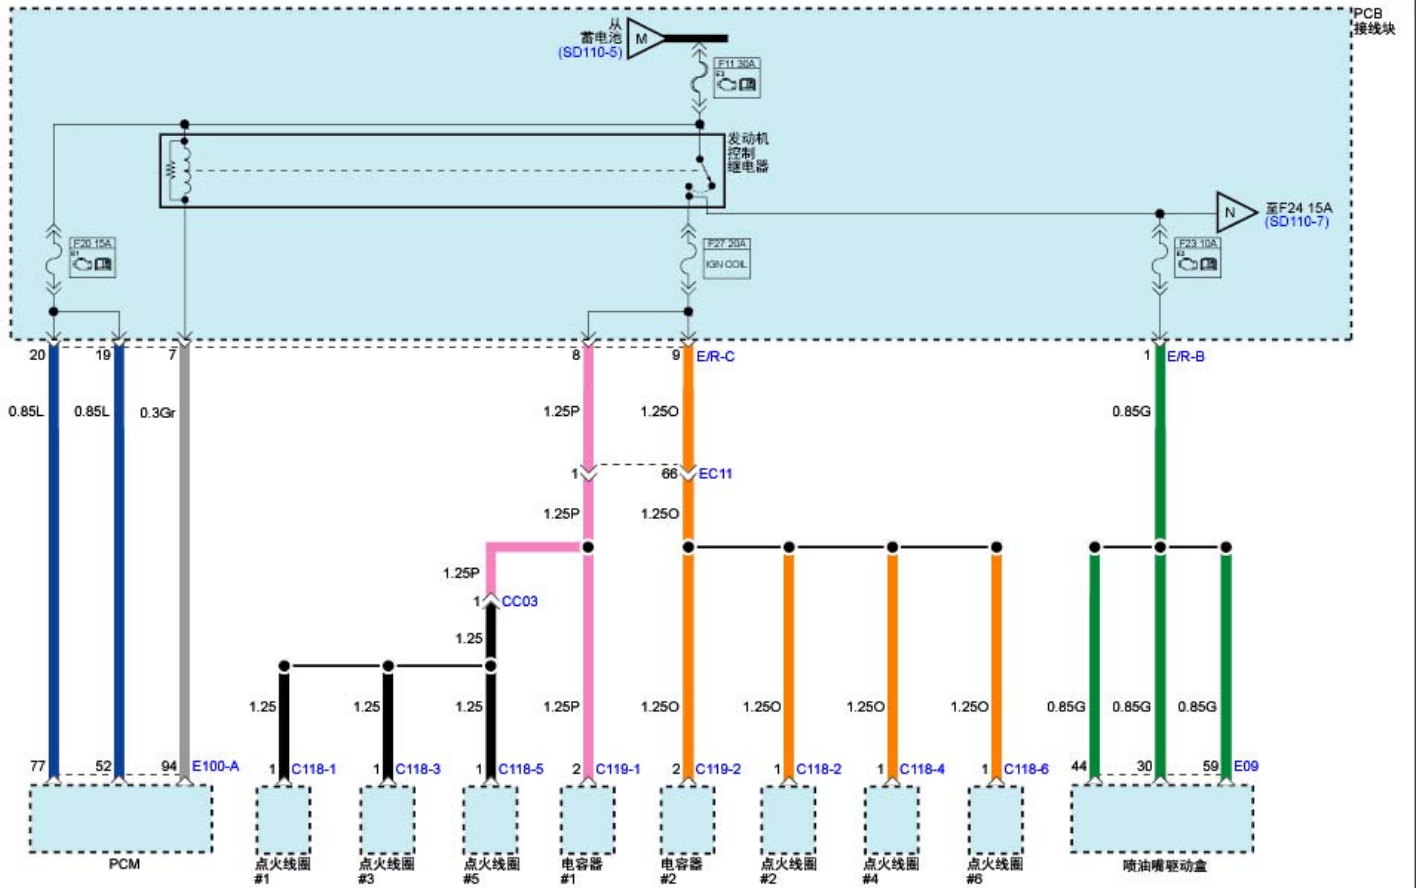 PCB
接线块
从
蓄电池
(SD110-5)
M
F11 30A
E3
发动机
控制
继电器
N
至F24 15A
(SD110-7)
F20 15A
E1
F27 20A
IGN COIL
F23 10A
E2
20 19 7 8 9 E/R-C 1 E/R-B
0.85L 0.85L 0.3Gr 1.25P 1.25O 0.85G
1 66 EC11
1.25P 1.25O
1.25P
1 CC03
1.25
1.25 1.25 1.25 1.25P 1.25O 1.25O 1.25O 1.25O 0.85G 0.85G 0.85G
77 52 94 E100-A 1 C118-1 1 C118-3 1 C118-5 2 C119-1 2 C119-2 1 C118-2 1 C118-4 1 C118-6 44 30 59 E09
PCM
点火线圈
#1
点火线圈
#3
点火线圈
#5
电容器
#1
电容器
#2
点火线圈
#2
点火线圈
#4
点火线圈
#6
喷油嘴驱动盒